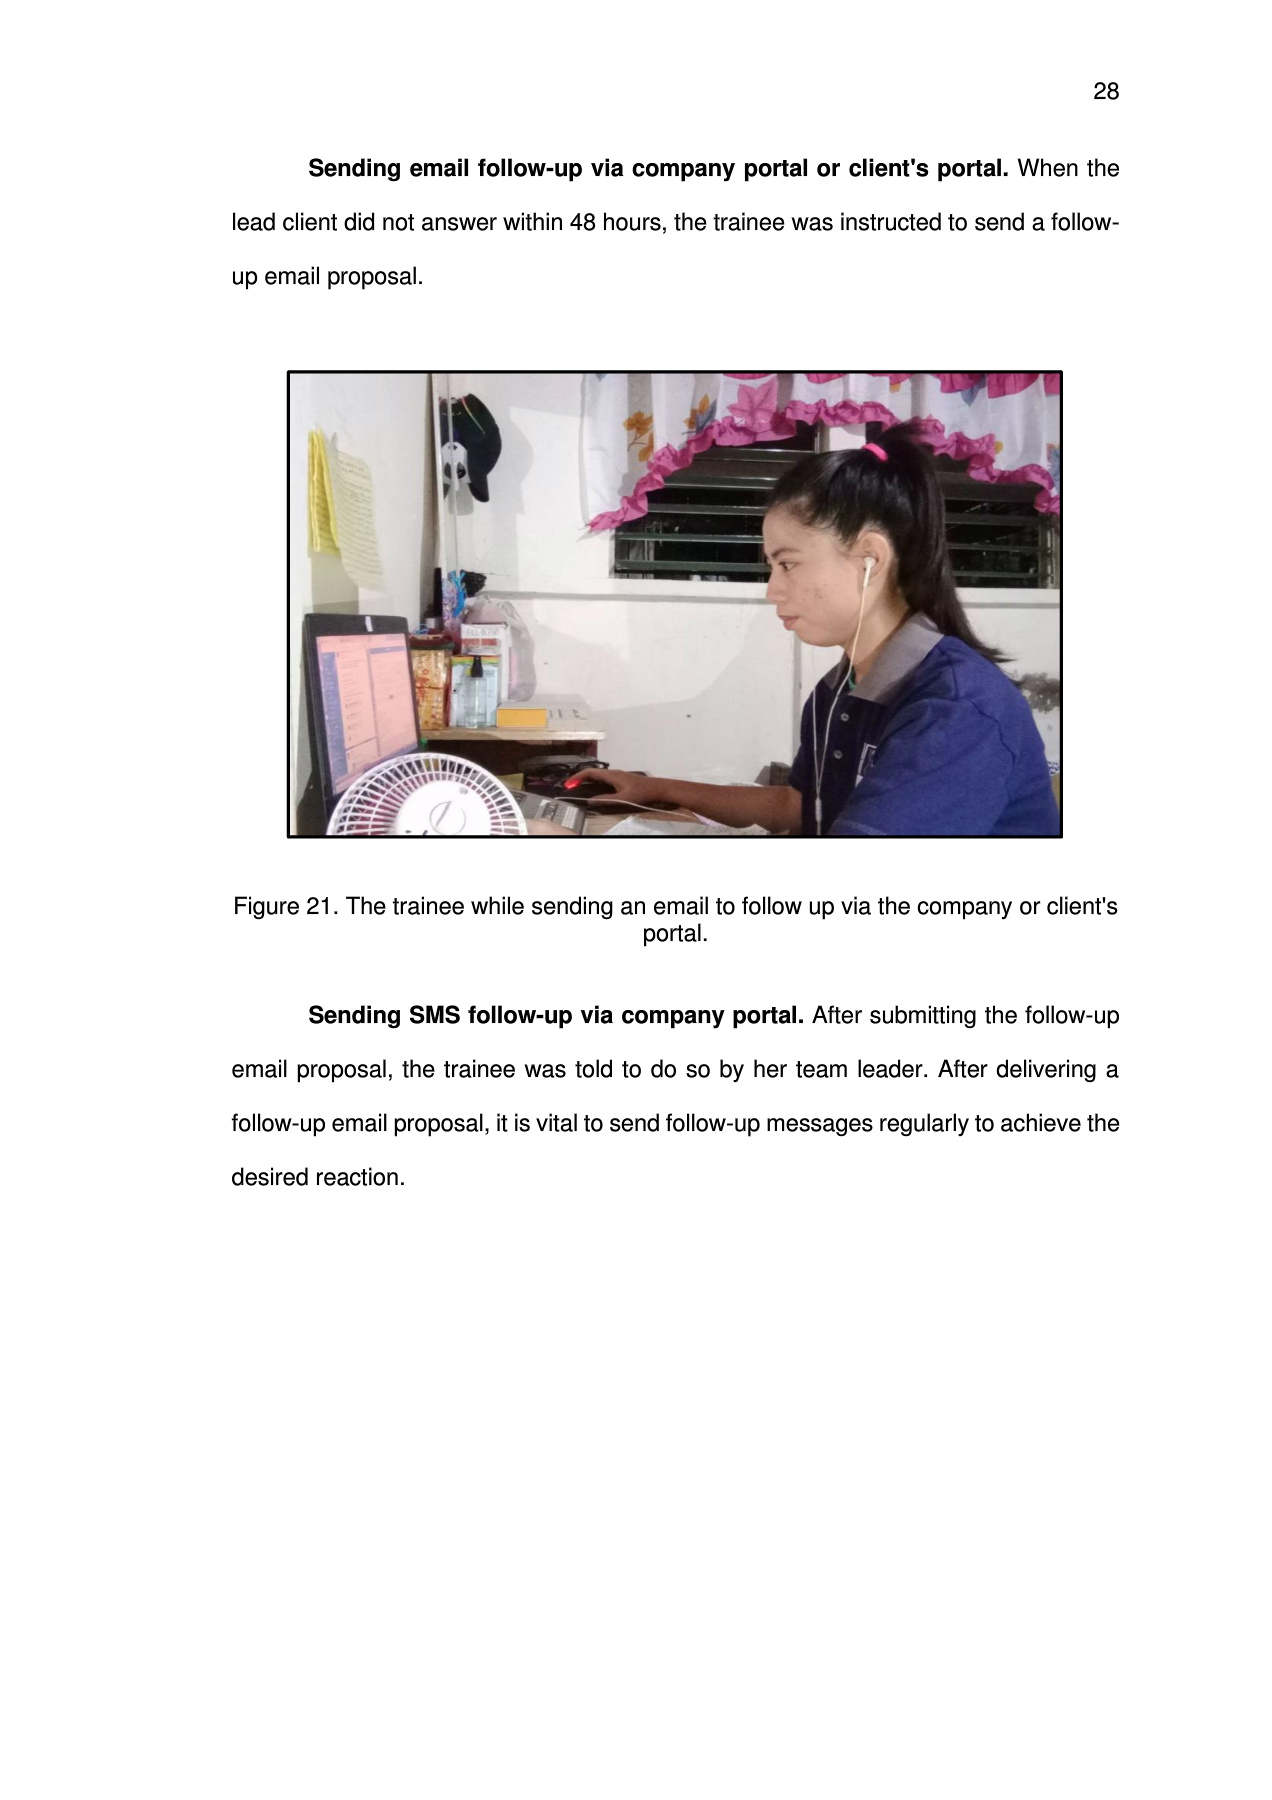 28
Sending email follow-up via company portal or client's portal. When the
lead client did not answer within 48 hours, the trainee was instructed to send a follow-
up email proposal.
Figure 21. The trainee while sending an email to follow up via the company or client's
portal.
Sending SMS follow-up via company portal. After submitting the follow-up
email proposal, the trainee was told to do so by her team leader. After delivering a
follow-up email proposal, it is vital to send follow-up messages regularly to achieve the
desired reaction.